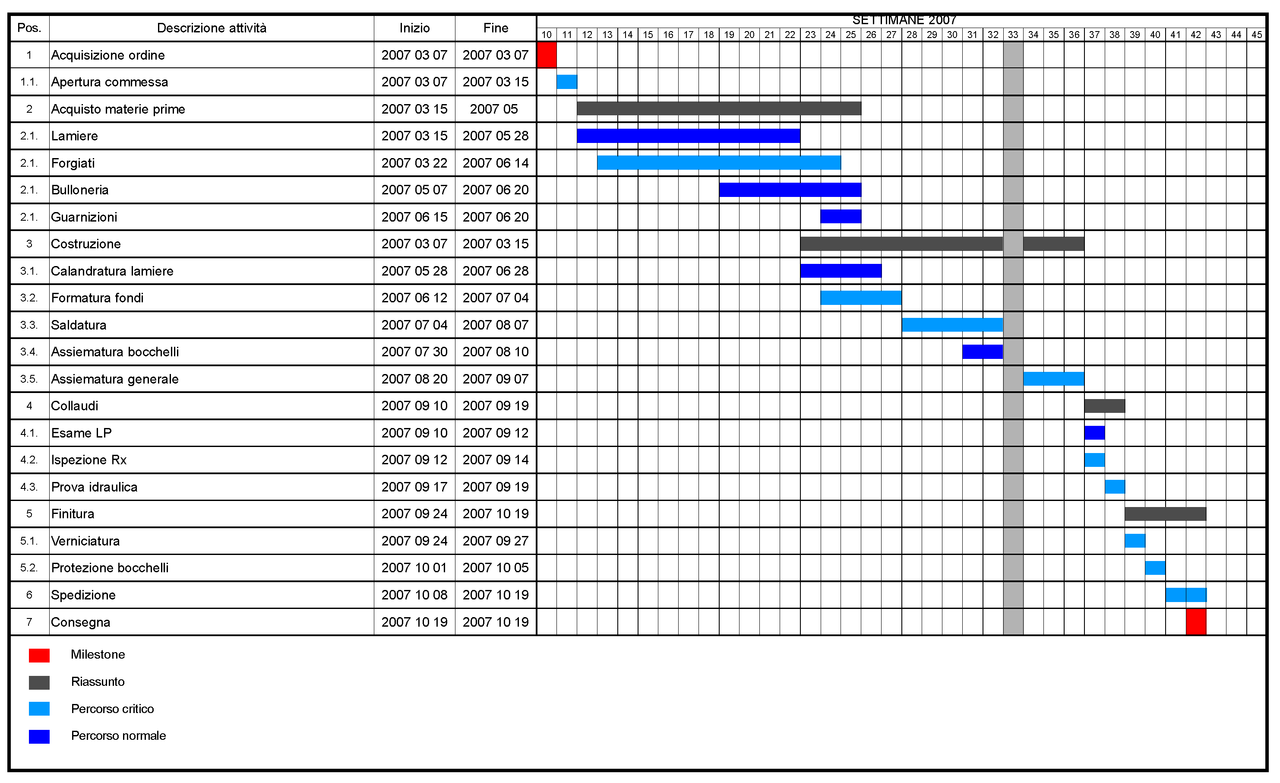 SETTIMANE 2007
Pos. Descrizione attività Inizio Fine 10 11 12 13 14 15 16 17 18 19 20 21 22 23 24 25 26 27 28 29 30 31 32 33 34 35 36 37 38 39 40 41 42 43 44 45
1 Acquisizione ordine 2007 03 07 2007 03 07
1.1. Apertura commessa 2007 03 07 2007 03 15
2 Acquisto materie prime 2007 03 15 2007 05
2.1. Lamiere 2007 03 15 2007 05 28
2.1. Forgiati 2007 03 22 2007 06 14
2.1. Bulloneria 2007 05 07 2007 06 20
2.1. Guarnizioni 2007 06 15 2007 06 20
3 Costruzione 2007 03 07 2007 03 15
3.1. Calandratura lamiere 2007 05 28 2007 06 28
3.2. Formatura fondi 2007 06 12 2007 07 04
3.3. Saldatura 2007 07 04 2007 08 07
3.4. Assiematura bocchelli 2007 07 30 2007 08 10
3.5. Assiematura generale 2007 08 20 2007 09 07
4 Collaudi 2007 09 10 2007 09 19
4.1. Esame LP 2007 09 10 2007 09 12
4.2. Ispezione Rx 2007 09 12 2007 09 14
4.3. Prova idraulica 2007 09 17 2007 09 19
5 Finitura 2007 09 24 2007 10 19
5.1. Verniciatura 2007 09 24 2007 09 27
5.2. Protezione bocchelli 2007 10 01 2007 10 05
6 Spedizione 2007 10 08 2007 10 19
7 Consegna 2007 10 19 2007 10 19
Milestone
Riassunto
Percorso critico
Percorso normale